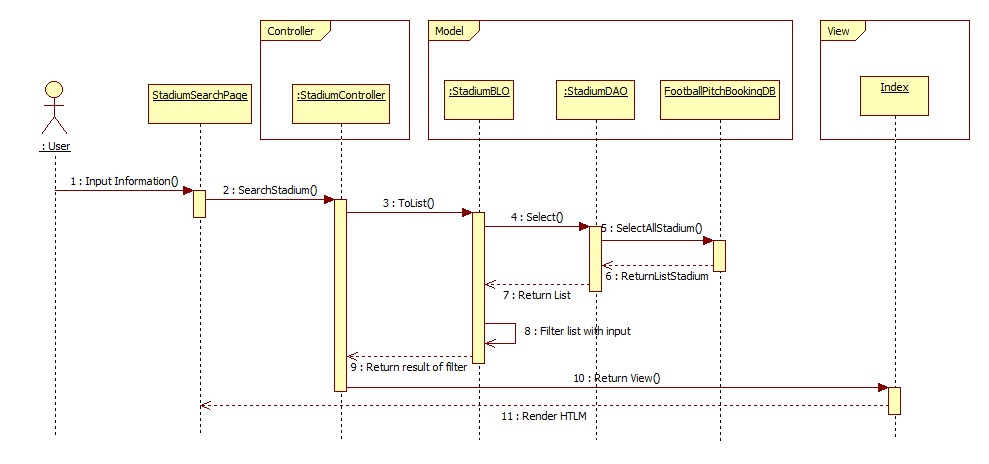 Controller
Model
View
StadiumSearchPage
:StadiumController
:StadiumBLO
:StadiumDAO
FootballPitchBookingDB
Index
: User
1 : Input Information()
2 : SearchStadium()
3 : ToList()
4 : Select()
5 : SelectAllStadium()
6 : ReturnListStadium
7 : Return List
8 : Filter list with input
9 : Return result of filter
10 : Return View()
11 : Render HTLM